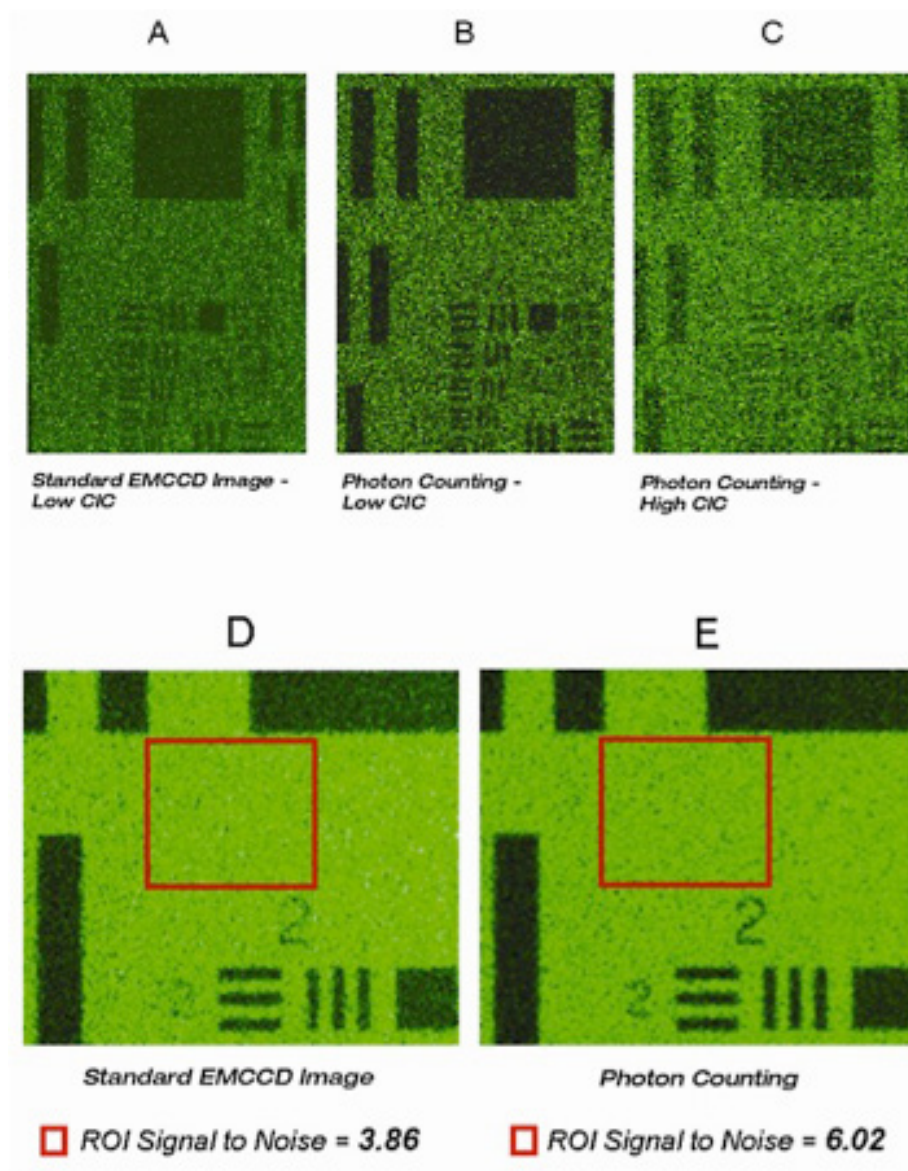 A
B
C
Standard EMCCD Image -
Low CIC
Photon Counting -
Low CIC
Photon Counting -
High CIC
D
E
2
2
2
Standard EMCCD Image
Photon Counting
ROI Signal to Noise = 3.86
ROI Signal to Noise = 6.02